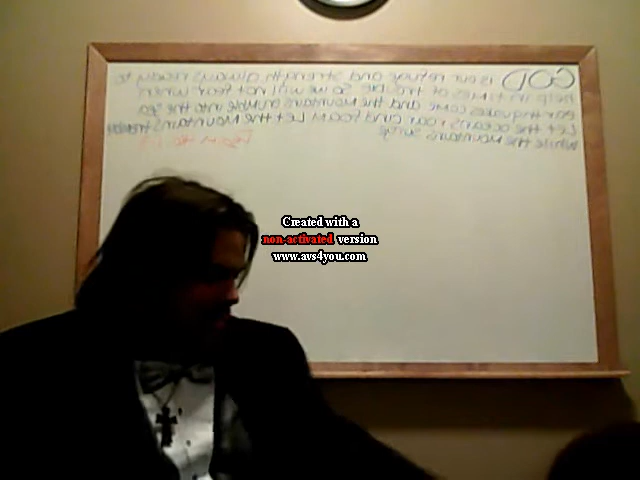 GOD is our refuge and strength always ready to
help in times of trouble So we will not fear when
earthquakes come and the mountains crumble into the sea
Let the oceans roar and foam Let the mountains tremble
while the mountains surge
Created with a
non-activated version
www.avs4you.com